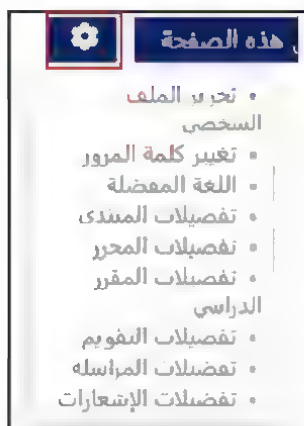 هذه الصفحة
• تحرير الملف
الشخصي
• تغيير كلمة المرور
• اللغة المفضلة
• تفضيلات المنتدى
• تفضيلات المحرر
• تفضيلات المقرر
الدراسي
• تفضيلات التقويم
• تفضيلات المراسلة
• تفضيلات الإشعارات